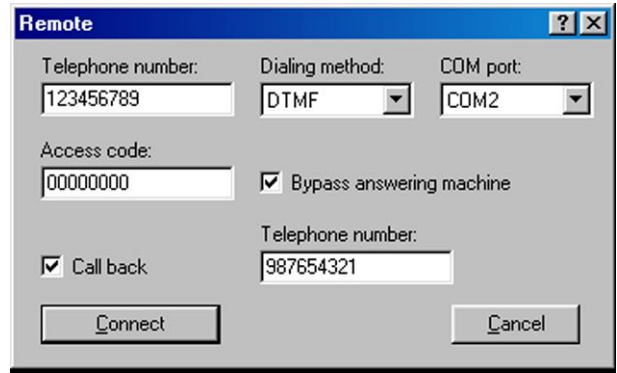 Remote
Telephone number: Dialing method: COM port:
123456789 DTMF COM2
Access code:
00000000 Bypass answering machine
Telephone number:
Call back 987654321
Connect Cancel